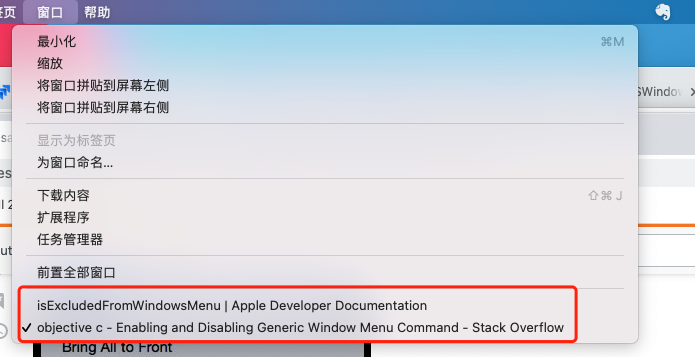 签页 窗口 帮助
最小化 ⌘M
缩放
将窗口拼贴到屏幕左侧
将窗口拼贴到屏幕右侧
显示为标签页
为窗口命名...
下载内容 ⇧⌘J
扩展程序
任务管理器
前置全部窗口
isExcludedFromWindowsMenu | Apple Developer Documentation
✓ objective c - Enabling and Disabling Generic Window Menu Command - Stack Overflow
Bring All to Front